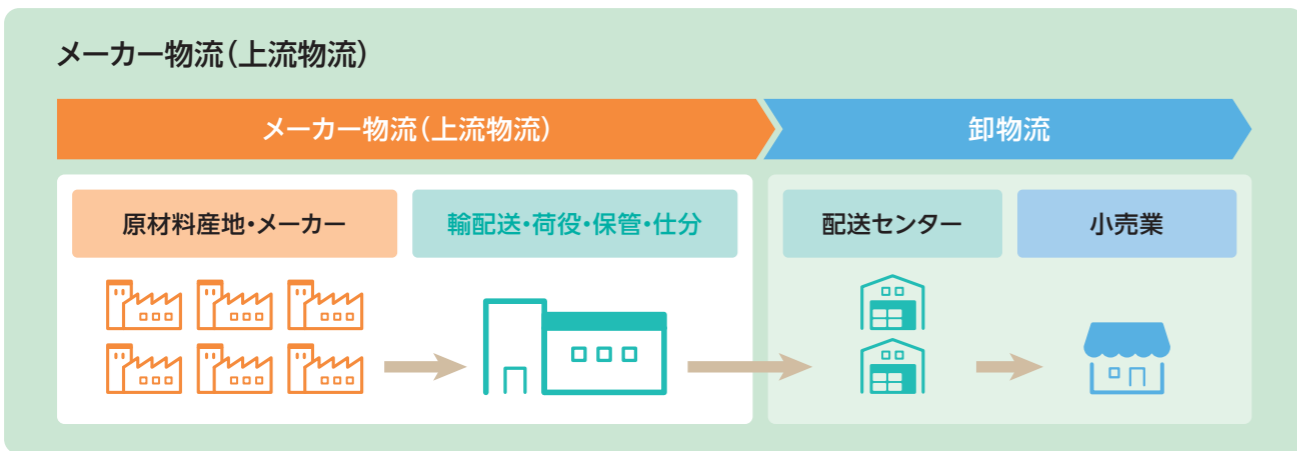 メーカー物流(上流物流)
メーカー物流(上流物流)
卸物流
原材料産地・メーカー
輸配送・荷役・保管・仕分
配送センター
小売業